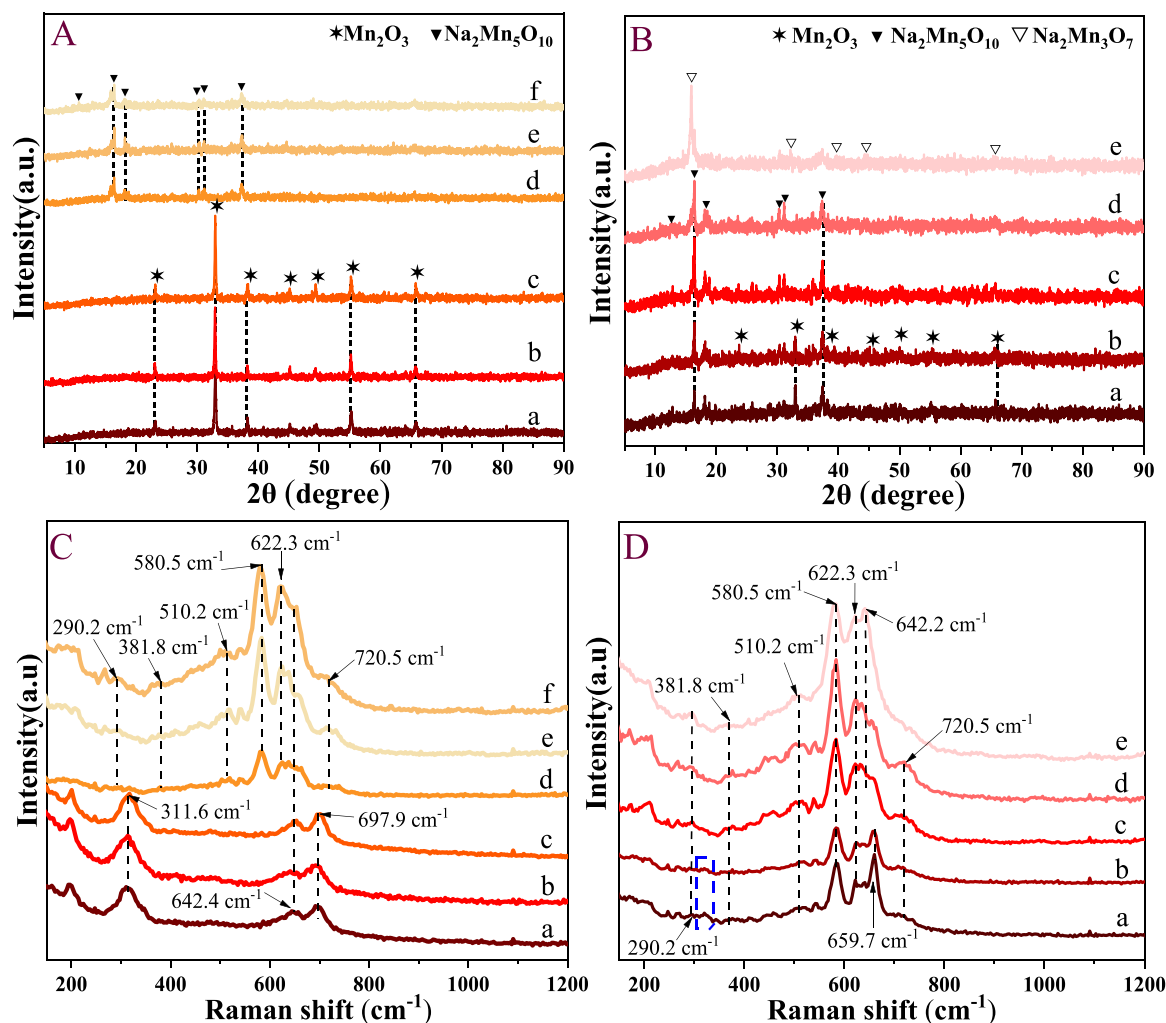 A
✶Mn₂O₃ ▼Na₂Mn₅O₁₀
f
e
d
c
b
a
Intensity(a.u.)
10 20 30 40 50 60 70 80 90
2θ (degree)
B
✶ Mn₂O₃ ▼ Na₂Mn₅O₁₀ ▽ Na₂Mn₃O₇
e
d
c
b
a
Intensity(a.u.)
10 20 30 40 50 60 70 80 90
2θ (degree)
C
622.3 cm⁻¹
580.5 cm⁻¹
510.2 cm⁻¹
290.2 cm⁻¹
381.8 cm⁻¹
720.5 cm⁻¹
f
e
d
311.6 cm⁻¹
697.9 cm⁻¹
c
b
642.4 cm⁻¹
a
Intensity(a.u)
200 400 600 800 1000 1200
Raman shift (cm⁻¹)
D
622.3 cm⁻¹
580.5 cm⁻¹
642.2 cm⁻¹
510.2 cm⁻¹
381.8 cm⁻¹
720.5 cm⁻¹
e
d
c
b
a
290.2 cm⁻¹
659.7 cm⁻¹
Intensity(a.u)
200 400 600 800 1000 1200
Raman shift (cm⁻¹)